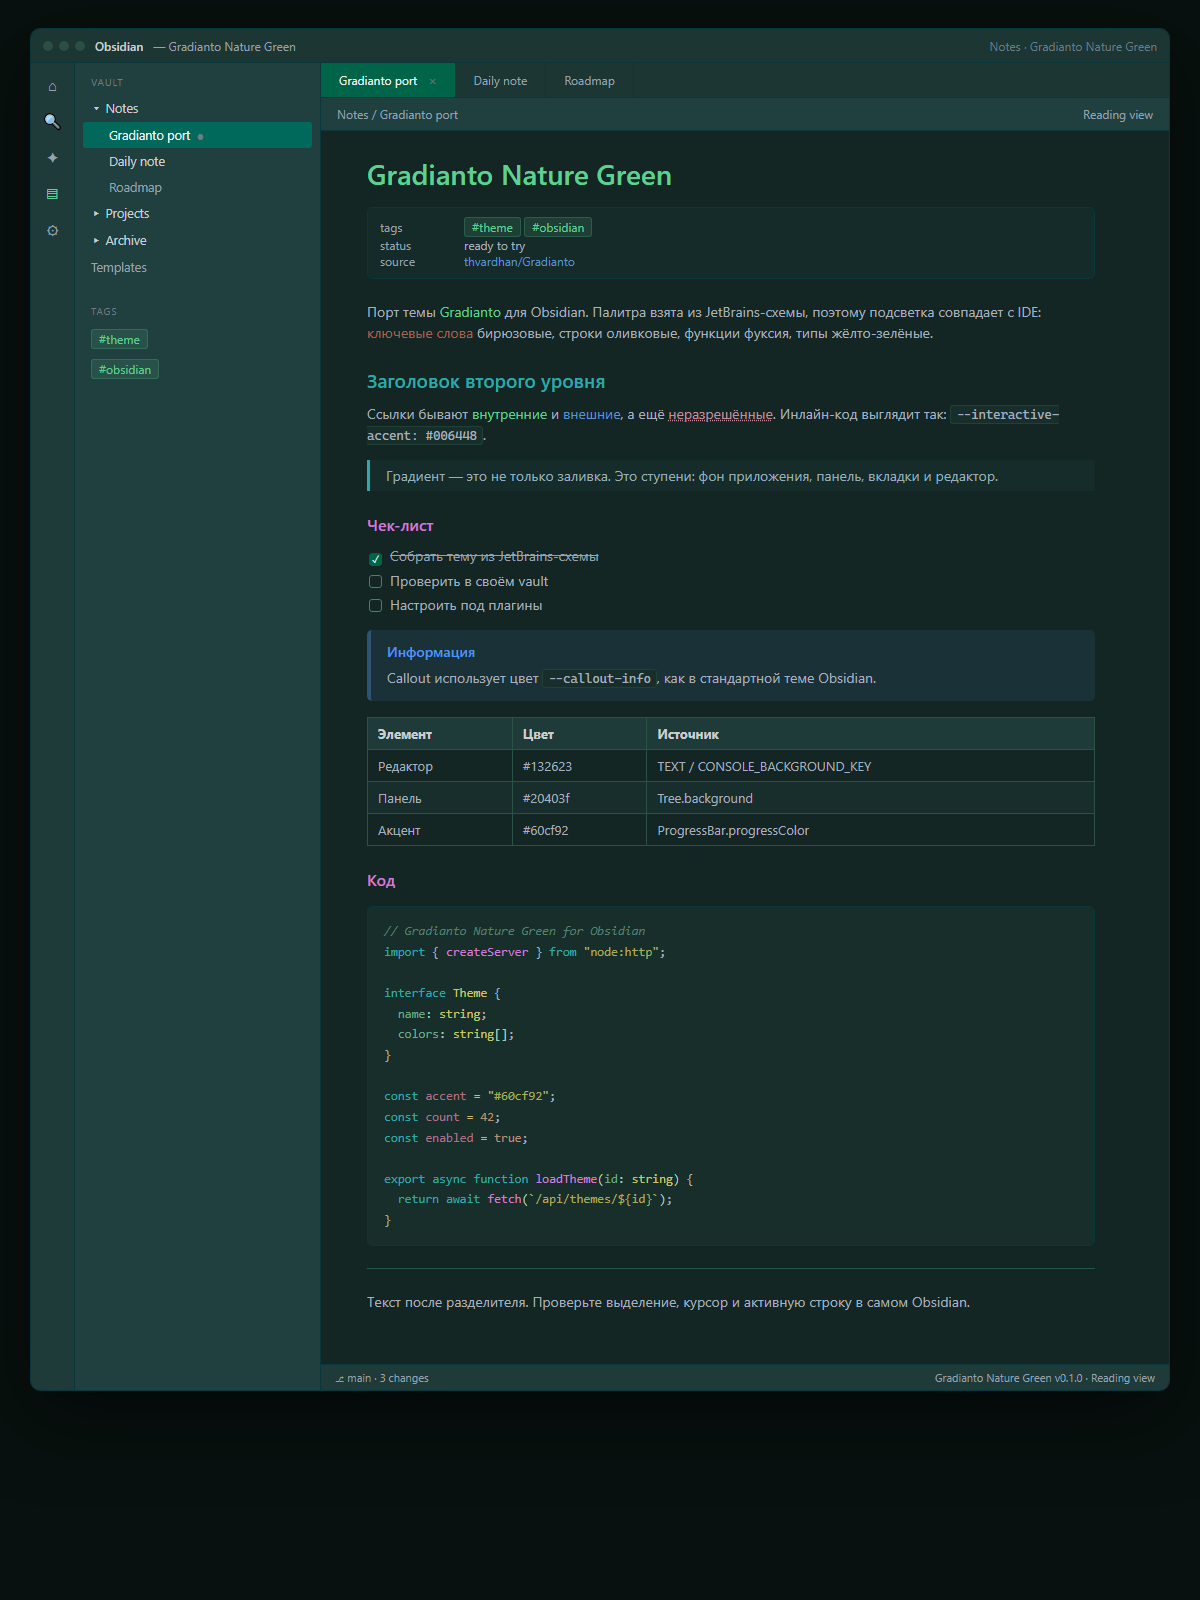 Obsidian — Gradianto Nature Green
Notes · Gradianto Nature Green
VAULT
Notes
Gradianto port
Daily note
Roadmap
Projects
Archive
Templates
TAGS
#theme
#obsidian
Gradianto port ×
Daily note
Roadmap
Notes / Gradianto port
Reading view
Gradianto Nature Green
tags #theme #obsidian
status ready to try
source thvardhan/Gradianto
Порт темы Gradianto для Obsidian. Палитра взята из JetBrains-схемы, поэтому подсветка совпадает с IDE:
ключевые слова бирюзовые, строки оливковые, функции фуксия, типы жёлто-зелёные.
Заголовок второго уровня
Ссылки бывают внутренние и внешние, а ещё неразрешённые. Инлайн-код выглядит так: --interactive-
accent: #006448.
Градиент — это не только заливка. Это ступени: фон приложения, панель, вкладки и редактор.
Чек-лист
Собрать тему из JetBrains-схемы
Проверить в своём vault
Настроить под плагины
Информация
Callout использует цвет --callout-info, как в стандартной теме Obsidian.
Элемент Цвет Источник
Редактор #132623 TEXT / CONSOLE_BACKGROUND_KEY
Панель #20403f Tree.background
Акцент #60cf92 ProgressBar.progressColor
Код
// Gradianto Nature Green for Obsidian
import { createServer } from "node:http";
interface Theme {
name: string;
colors: string[];
}
const accent = "#60cf92";
const count = 42;
const enabled = true;
export async function loadTheme(id: string) {
return await fetch(`/api/themes/${id}`);
}
Текст после разделителя. Проверьте выделение, курсор и активную строку в самом Obsidian.
main · 3 changes
Gradianto Nature Green v0.1.0 · Reading view